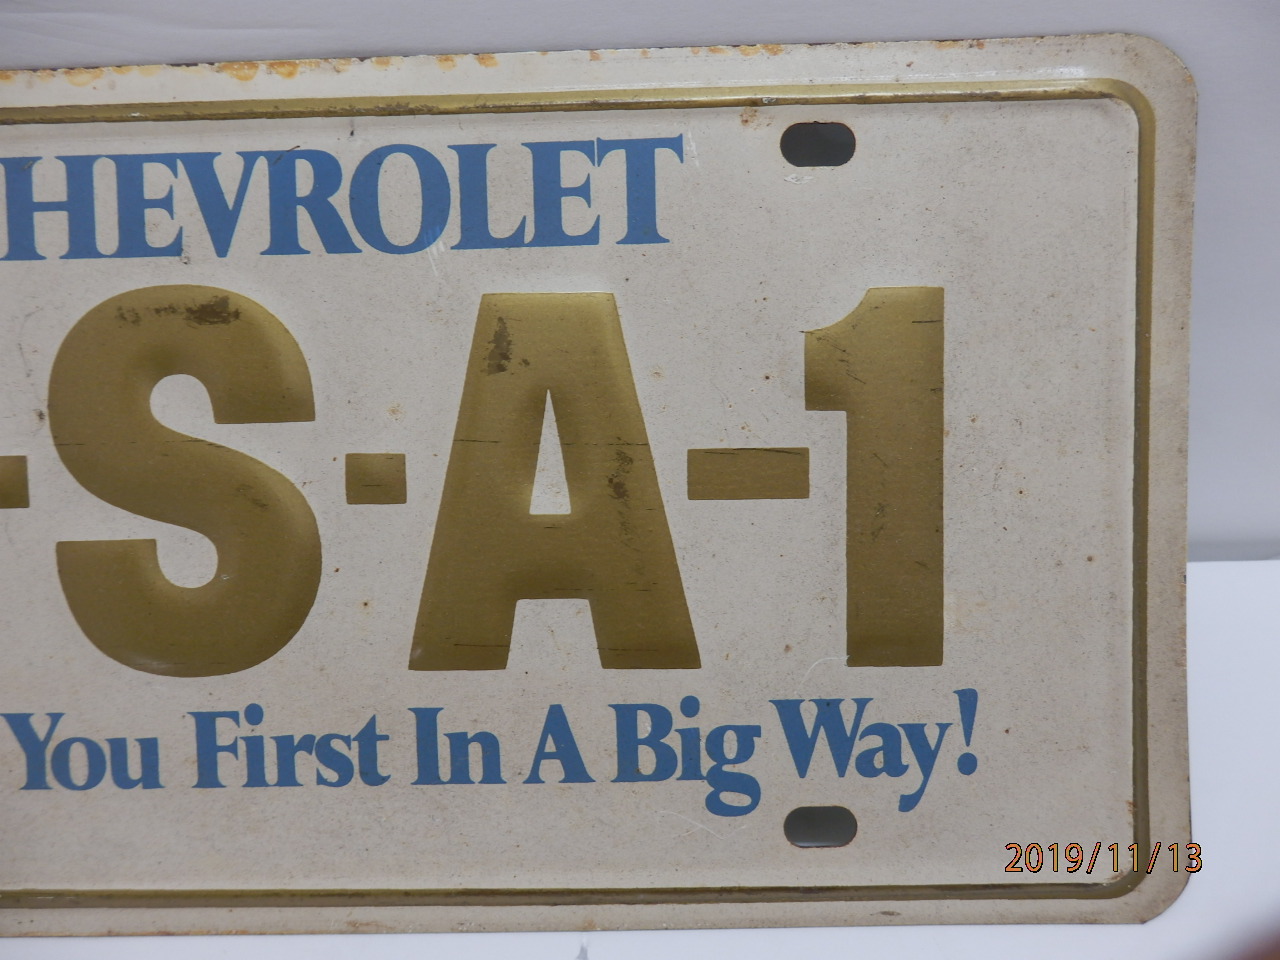 HEVROLET
-S-A-1
You First In A Big Way!
2019/11/13